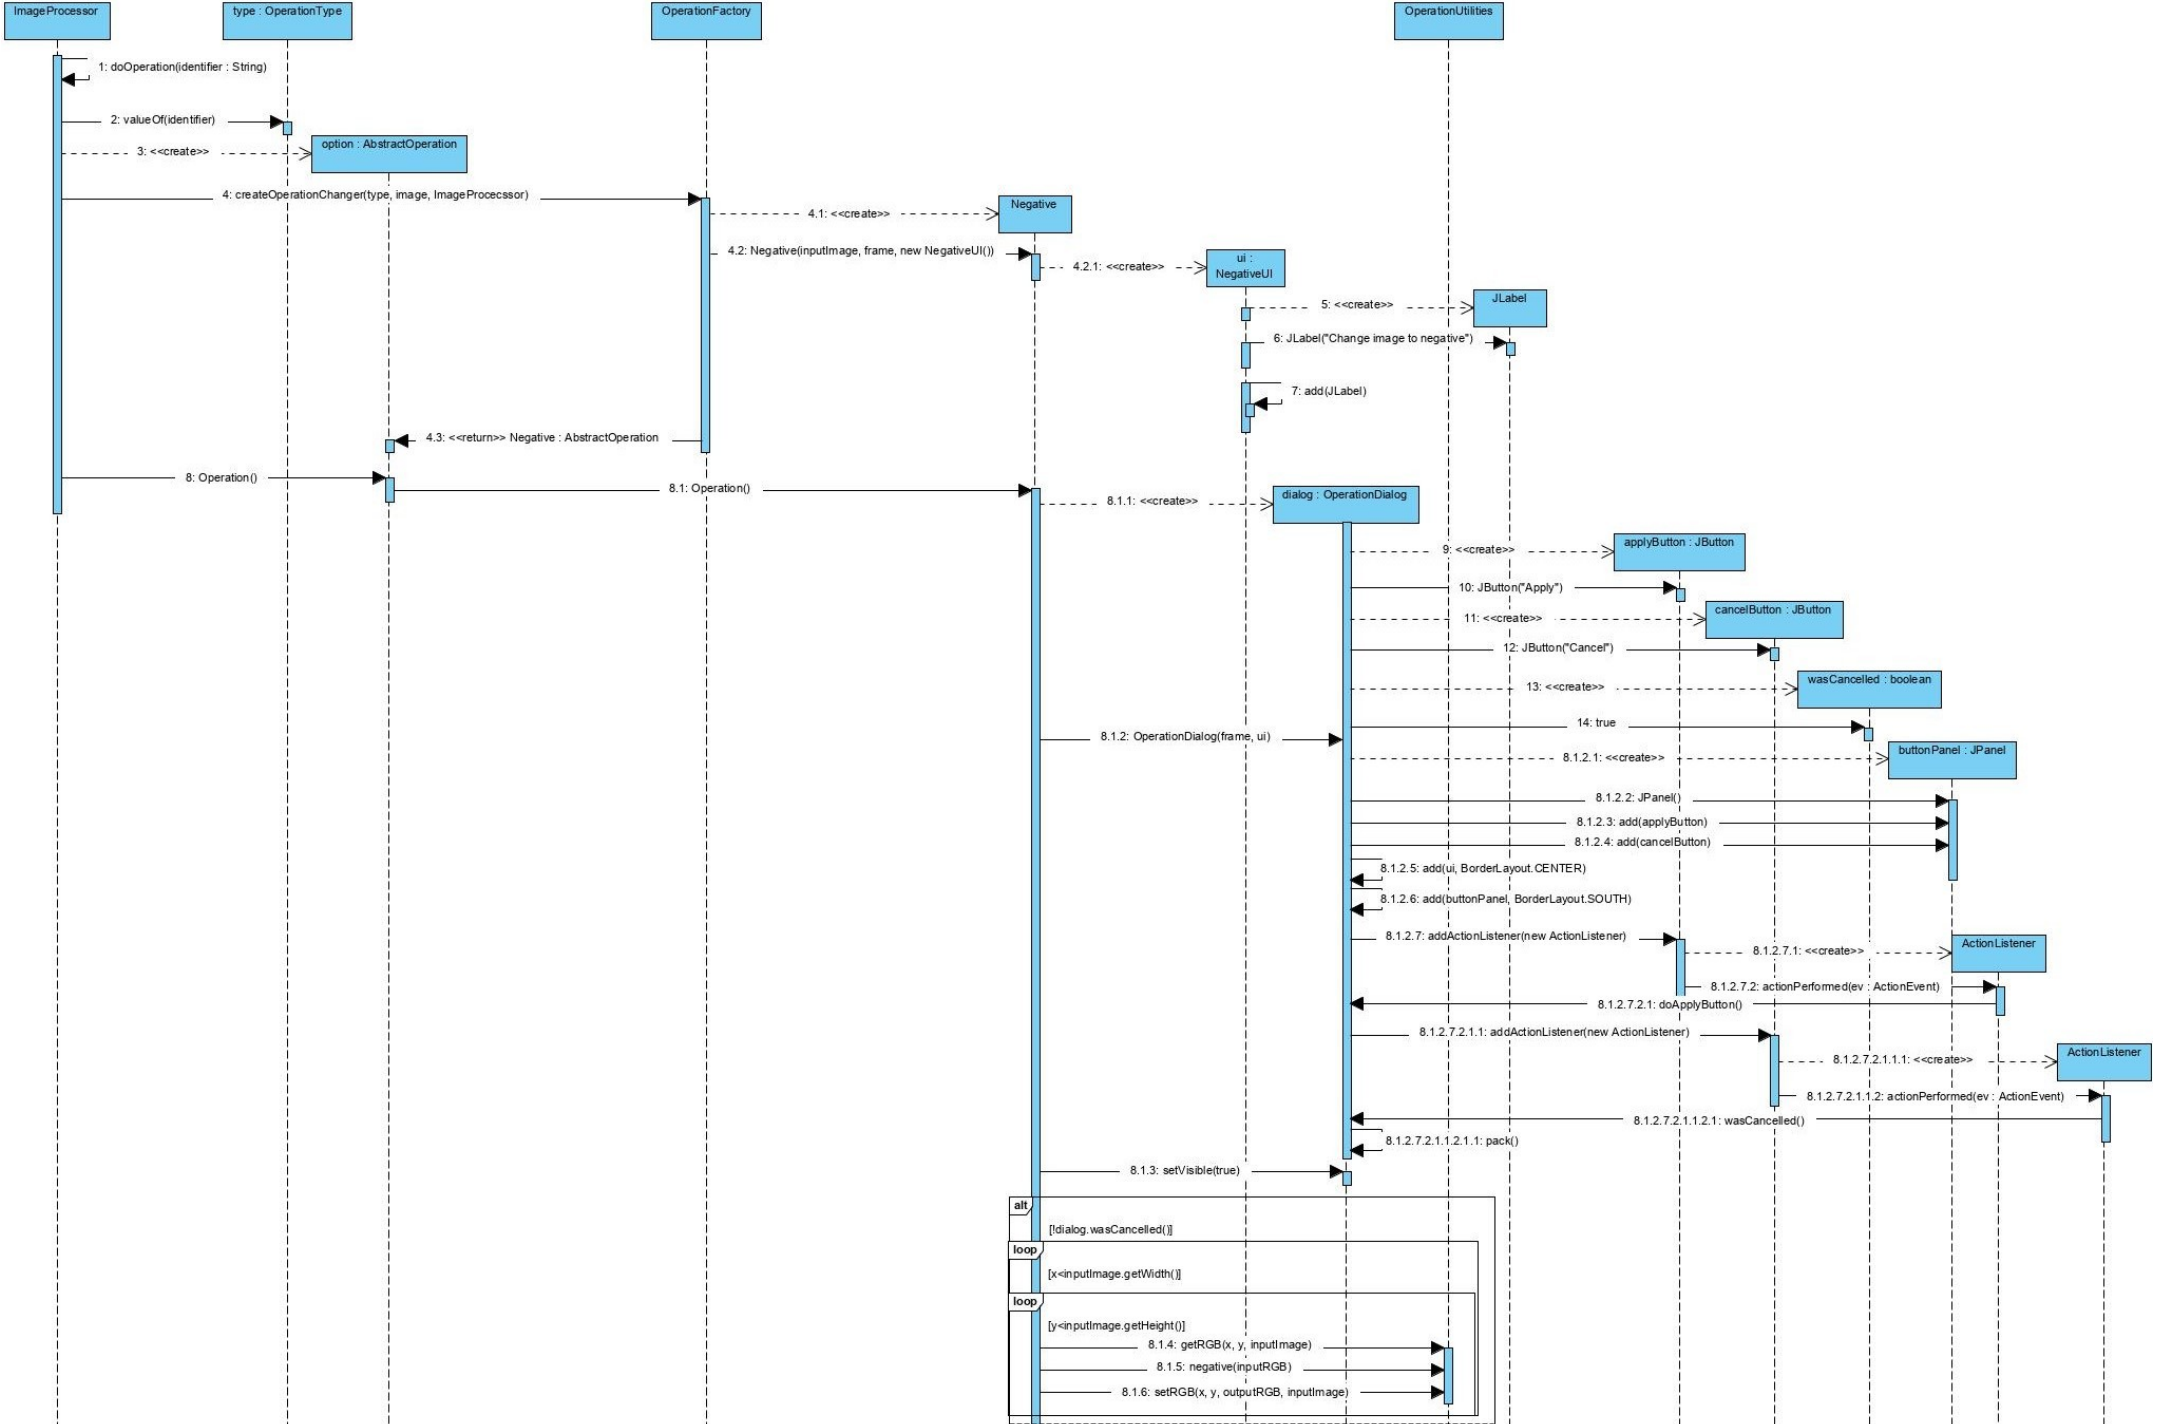 ImageProcessor
type : OperationType
OperationFactory
OperationUtilities
1: doOperation(identifier : String)
2: valueOf(identifier)
option : AbstractOperation
3: <<create>>
4: createOperationChanger(type, image, ImageProcecssor)
Negative
4.1: <<create>>
4.2: Negative(inputImage, frame, new NegativeUI())
ui :
NegativeUI
4.2.1: <<create>>
JLabel
5: <<create>>
6: JLabel("Change image to negative")
7: add(JLabel)
4.3: <<return>> Negative : AbstractOperation
8: Operation()
8.1: Operation()
dialog : OperationDialog
8.1.1: <<create>>
applyButton : JButton
9: <<create>>
10: JButton("Apply")
cancelButton : JButton
11: <<create>>
12: JButton("Cancel")
wasCancelled : boolean
13: <<create>>
14: true
8.1.2: OperationDialog(frame, ui)
buttonPanel : JPanel
8.1.2.1: <<create>>
8.1.2.2: JPanel()
8.1.2.3: add(applyButton)
8.1.2.4: add(cancelButton)
8.1.2.5: add(ui, BorderLayout.CENTER)
8.1.2.6: add(buttonPanel, BorderLayout.SOUTH)
8.1.2.7: addActionListener(new ActionListener)
ActionListener
8.1.2.7.1: <<create>>
8.1.2.7.2: actionPerformed(ev : ActionEvent)
8.1.2.7.2.1: doApplyButton()
8.1.2.7.2.1.1: addActionListener(new ActionListener)
ActionListener
8.1.2.7.2.1.1.1: <<create>>
8.1.2.7.2.1.1.2: actionPerformed(ev : ActionEvent)
8.1.2.7.2.1.1.2.1: wasCancelled()
8.1.2.7.2.1.1.2.1.1: pack()
8.1.3: setVisible(true)
alt
[!dialog.wasCancelled()]
loop
[x<inputImage.getWidth()]
loop
[y<inputImage.getHeight()]
8.1.4: getRGB(x, y, inputImage)
8.1.5: negative(inputRGB)
8.1.6: setRGB(x, y, outputRGB, inputImage)